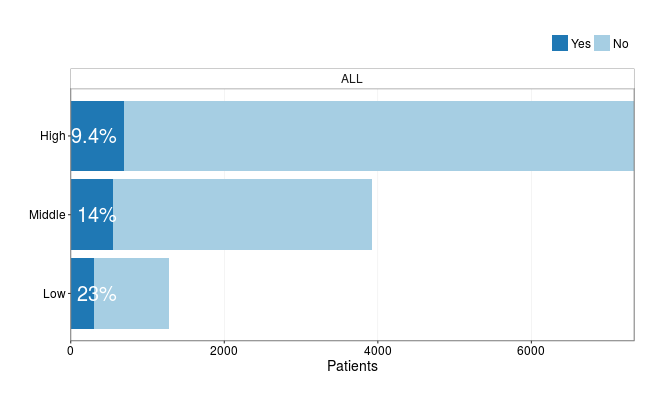 Yes No
ALL
High 9.4%
Middle 14%
Low 23%
0 2000 4000 6000
Patients